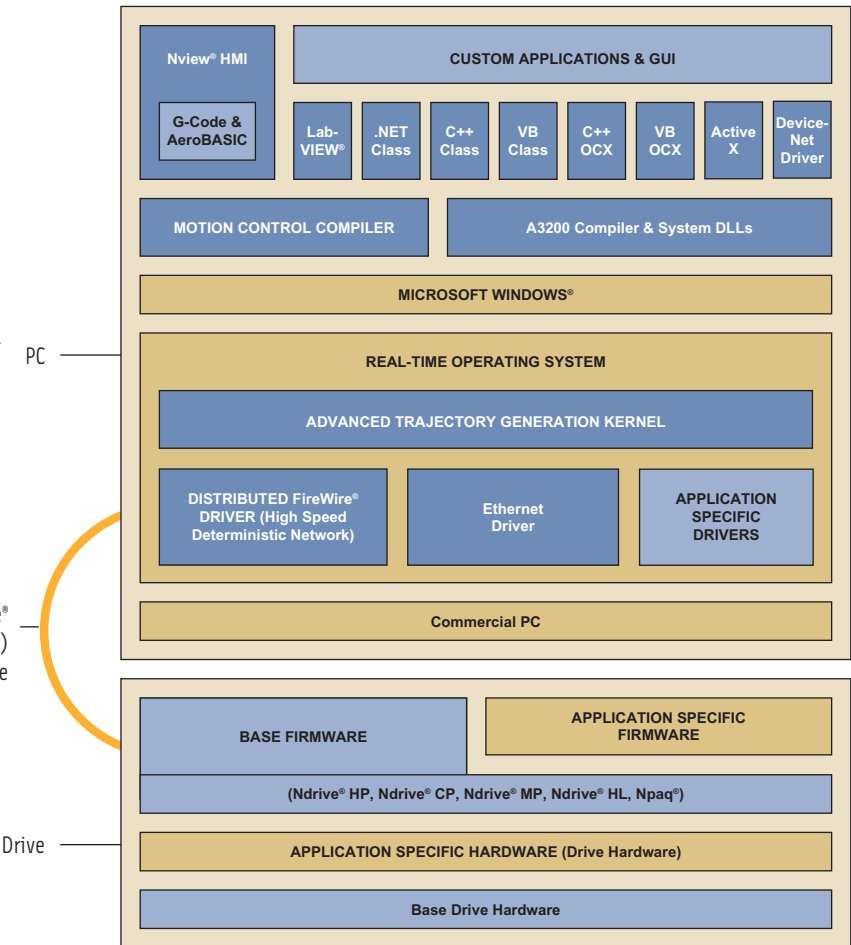 Nview® HMI
G-Code &
AeroBASIC
CUSTOM APPLICATIONS & GUI
Lab-
VIEW®
.NET
Class
C++
Class
VB
Class
C++
OCX
VB
OCX
Active
X
Device-
Net
Driver
MOTION CONTROL COMPILER
A3200 Compiler & System DLLs
MICROSOFT WINDOWS®
PC
REAL-TIME OPERATING SYSTEM
ADVANCED TRAJECTORY GENERATION KERNEL
DISTRIBUTED FireWire®
DRIVER (High Speed
Deterministic Network)
Ethernet
Driver
APPLICATION
SPECIFIC
DRIVERS
Commercial PC
BASE FIRMWARE
APPLICATION SPECIFIC
FIRMWARE
(Ndrive® HP, Ndrive® CP, Ndrive® MP, Ndrive® HL, Npaq®)
Drive
APPLICATION SPECIFIC HARDWARE (Drive Hardware)
Base Drive Hardware